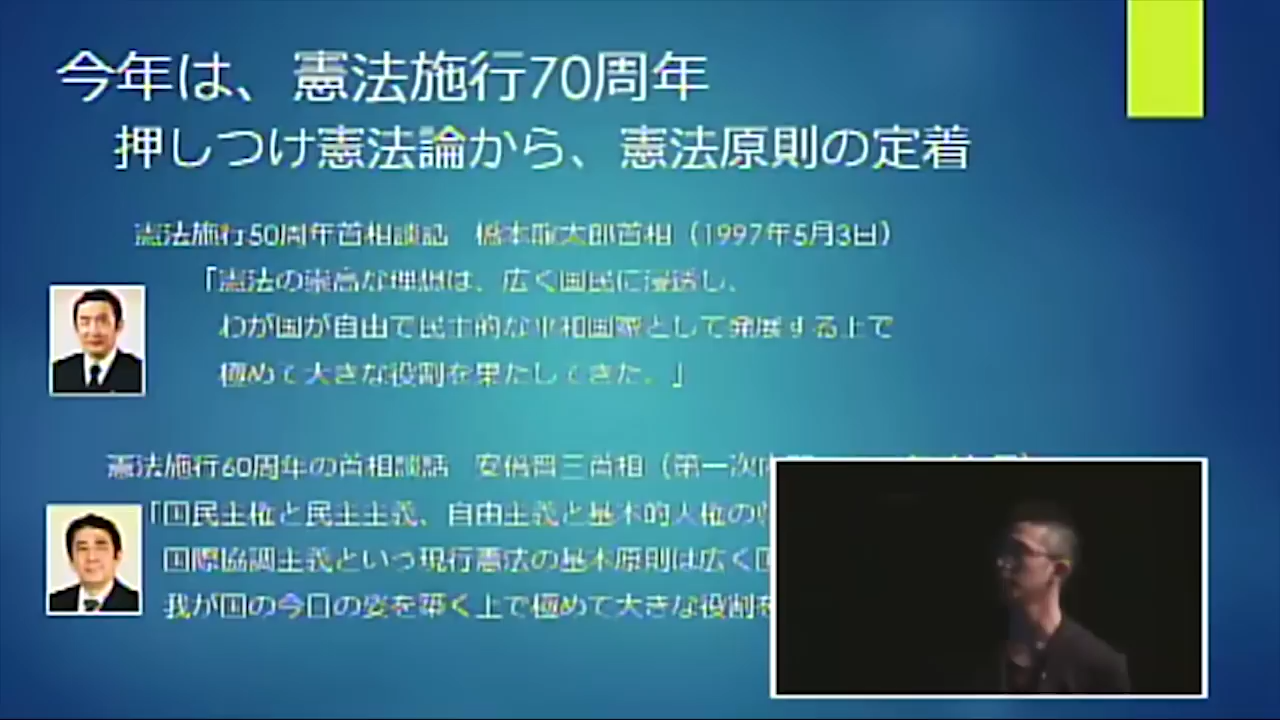 今年は、憲法施行70周年
押しつけ憲法論から、憲法原則の定着
憲法施行50周年首相談話 橋本龍太郎首相（1997年5月3日）
「憲法の崇高な理想は、広く国民に浸透し、
わが国が自由で民主的な平和国家として発展する上で
極めて大きな役割を果たしてきた。」
憲法施行60周年の首相談話 安倍晋三首相（第一次
「国民主権と民主主義、自由主義と基本的人権の
国際協調主義という現行憲法の基本原則は広く
我が国の今日の姿を築く上で極めて大きな役割を